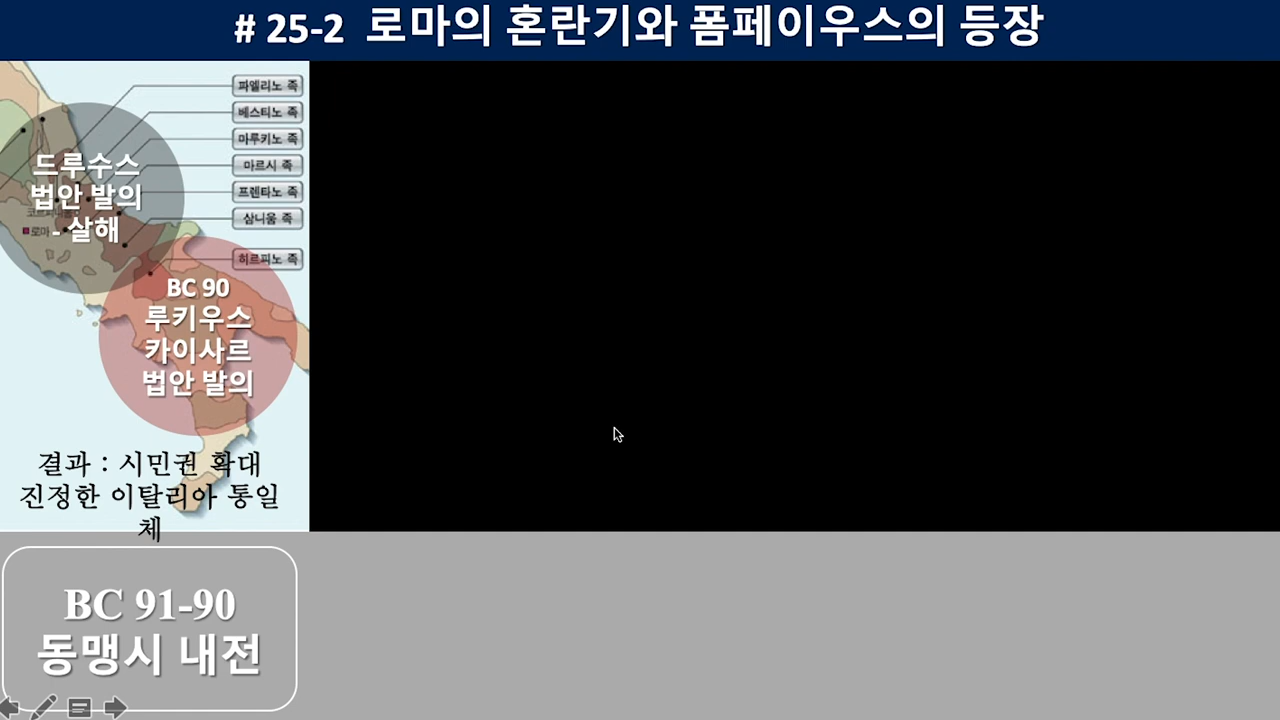 # 25-2 로마의 혼란기와 폼페이우스의 등장
파엘리노 족
베스티노 족
마루키노 족
마르시 족
프렌타노 족
삼니움 족
히르피노 족
드루수스
법안 발의
- 살해
로마
BC 90
루키우스
카이사르
법안 발의
결과 : 시민권 확대
진정한 이탈리아 통일
체
BC 91-90
동맹시 내전